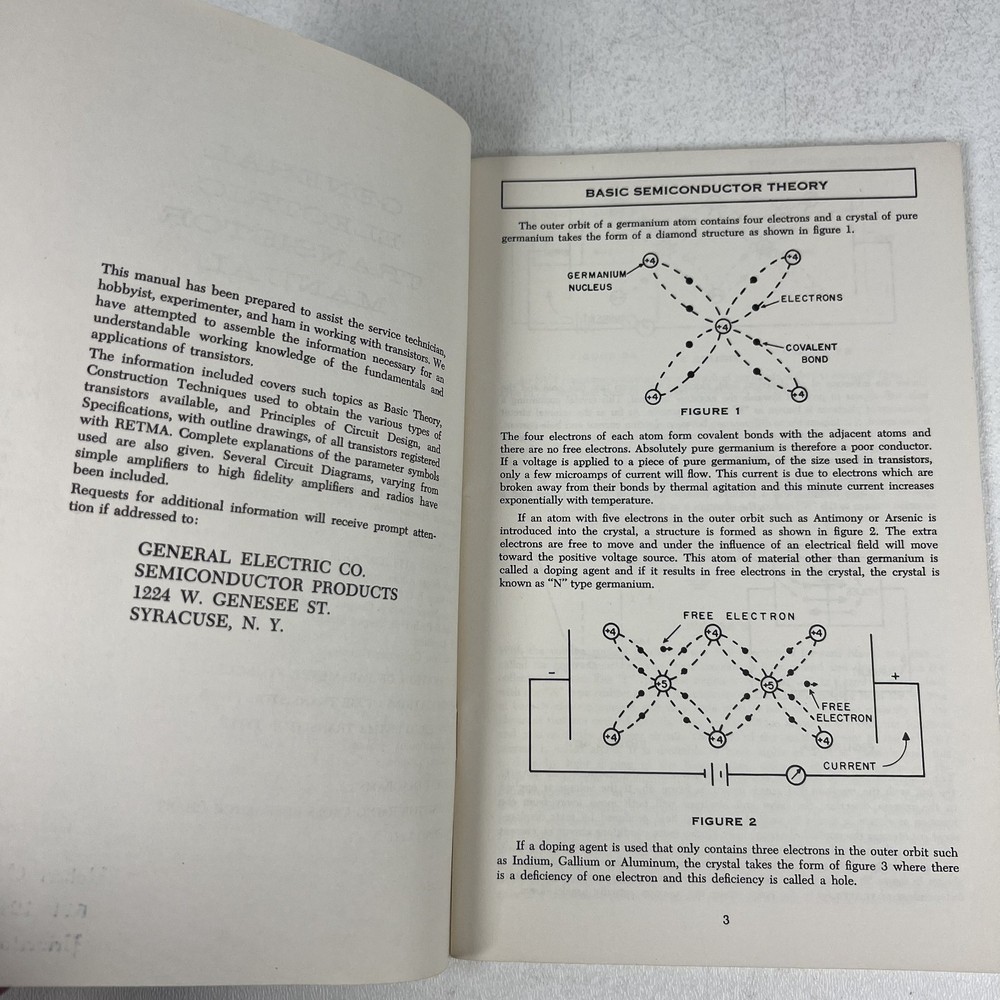 This manual has been prepared to assist the service technician,
hobbyist, experimenter, and ham in working with transistors. We
have attempted to assemble the information necessary for an
understandable working knowledge of the fundamentals and
applications of transistors.
The information included covers such topics as Basic Theory,
Construction Techniques used to obtain the various types of
transistors available, and Principles of Circuit Design, and
Specifications, with outline drawings, of all transistors registered
with RETMA. Complete explanations of the parameter symbols
used are also given. Several Circuit Diagrams, varying from
simple amplifiers to high fidelity amplifiers and radios have
been included.
Requests for additional information will receive prompt atten-
tion if addressed to:
GENERAL ELECTRIC CO.
SEMICONDUCTOR PRODUCTS
1224 W. GENESEE ST.
SYRACUSE, N. Y.
BASIC SEMICONDUCTOR THEORY
The outer orbit of a germanium atom contains four electrons and a crystal of pure
germanium takes the form of a diamond structure as shown in figure 1.
+4
+4
GERMANIUM
NUCLEUS
ELECTRONS
+4
COVALENT
BOND
+4
+4
FIGURE 1
The four electrons of each atom form covalent bonds with the adjacent atoms and
there are no free electrons. Absolutely pure germanium is therefore a poor conductor.
If a voltage is applied to a piece of pure germanium, of the size used in transistors,
only a few microamps of current will flow. This current is due to electrons which are
broken away from their bonds by thermal agitation and this minute current increases
exponentially with temperature.
If an atom with five electrons in the outer orbit such as Antimony or Arsenic is
introduced into the crystal, a structure is formed as shown in figure 2. The extra
electrons are free to move and under the influence of an electrical field will move
toward the positive voltage source. This atom of material other than germanium is
called a doping agent and if it results in free electrons in the crystal, the crystal is
known as "N" type germanium.
FREE ELECTRON
+4
+4
+4
-
+
+5
+5
FREE
ELECTRON
+4
+4
+4
CURRENT
FIGURE 2
If a doping agent is used that only contains three electrons in the outer orbit such
as Indium, Gallium or Aluminum, the crystal takes the form of figure 3 where there
is a deficiency of one electron and this deficiency is called a hole.
3